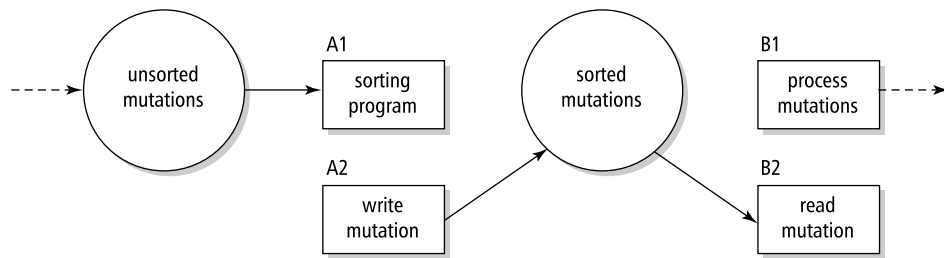 unsorted
mutations
A1
sorting
program
sorted
mutations
B1
process
mutations
A2
write
mutation
B2
read
mutation